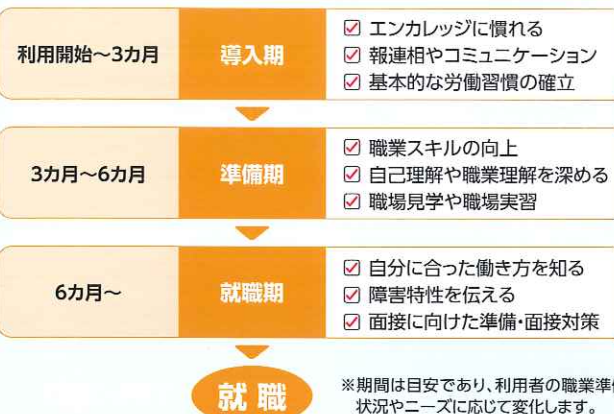 利用開始～3カ月
導入期
エンカレッジに慣れる
報連相やコミュニケーション
基本的な労働習慣の確立
3カ月～6カ月
準備期
職業スキルの向上
自己理解や職業理解を深める
職場見学や職場実習
6カ月～
就職期
自分に合った働き方を知る
障害特性を伝える
面接に向けた準備・面接対策
就職
※期間は目安であり、利用者の職業準備
状況やニーズに応じて変化します。